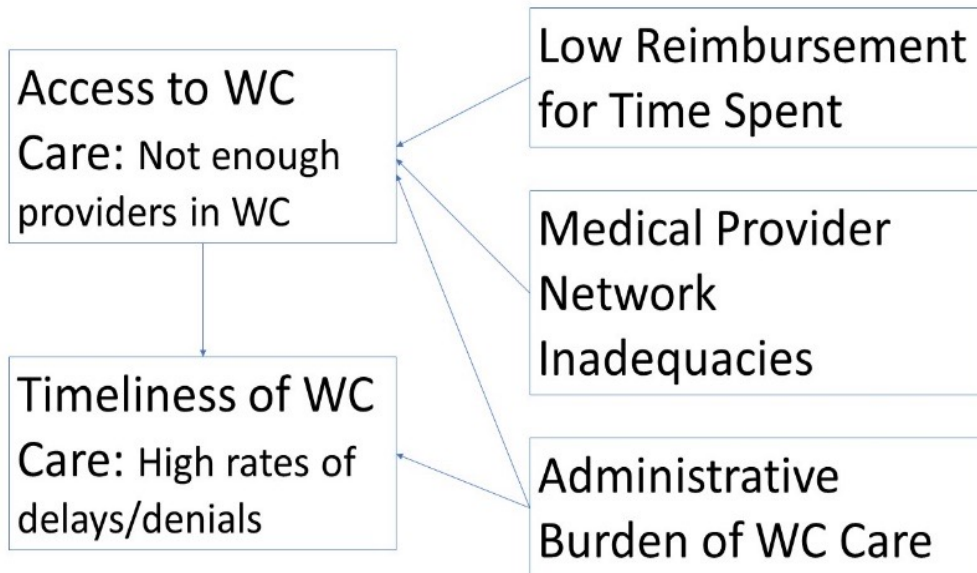 Access to WC
Care: Not enough
providers in WC
Timeliness of WC
Care: High rates of
delays/denials
Low Reimbursement
for Time Spent
Medical Provider
Network
Inadequacies
Administrative
Burden of WC Care